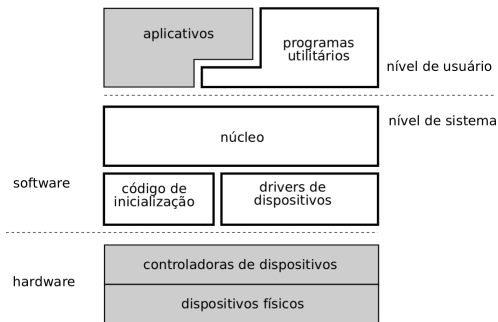 aplicativos
programas
utilitários
nível de usuário
nível de sistema
núcleo
software
código de
inicialização
drivers de
dispositivos
hardware
controladoras de dispositivos
dispositivos físicos